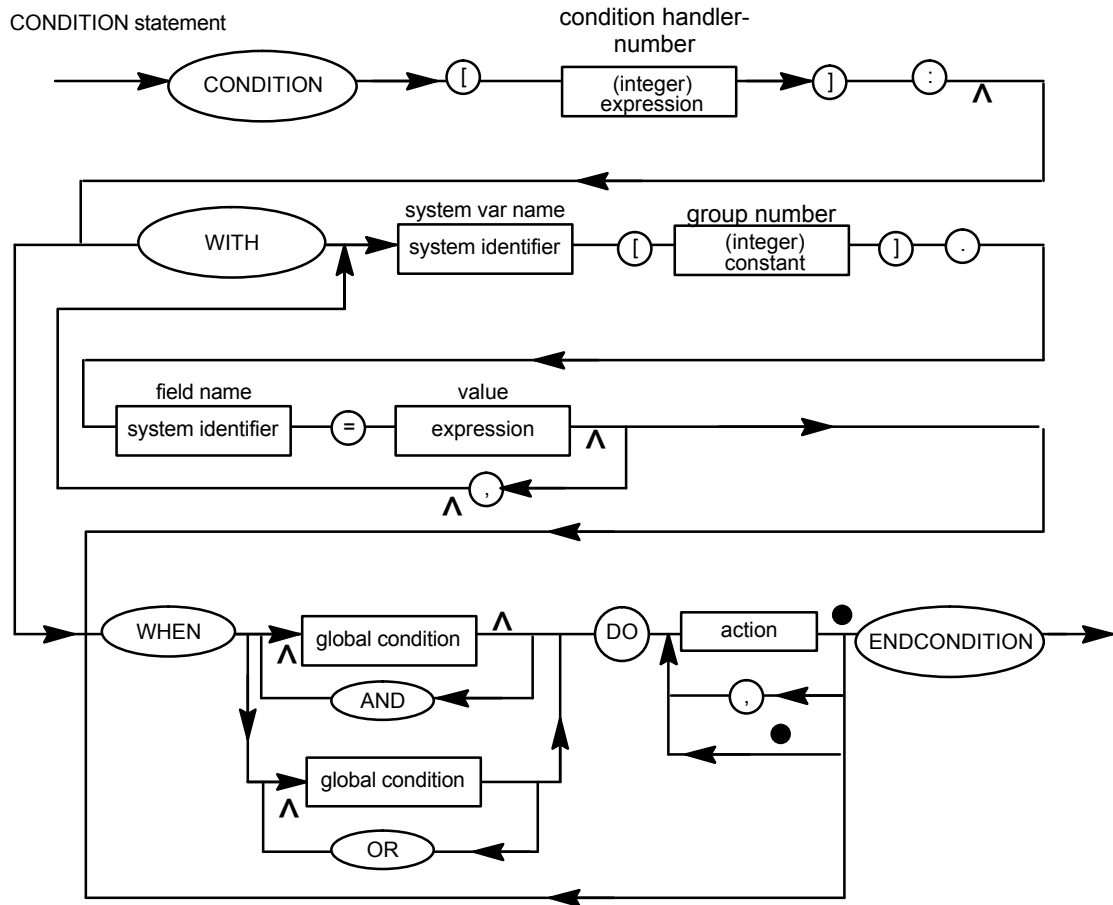 CONDITION statement
condition handler-
number
CONDITION
[
(integer)
expression
]
:
^
system var name
group number
WITH
system identifier
[
(integer)
constant
]
.
field name
value
system identifier
=
expression
^
^
,
WHEN
^
global condition
^
DO
action
ENDCONDITION
AND
,
^
global condition
OR